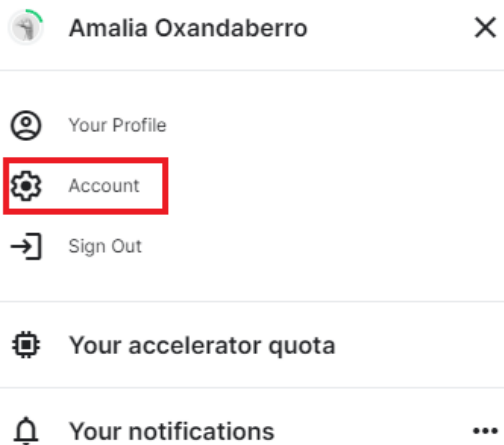 Amalia Oxandaberro
Your Profile
Account
Sign Out
Your accelerator quota
Your notifications